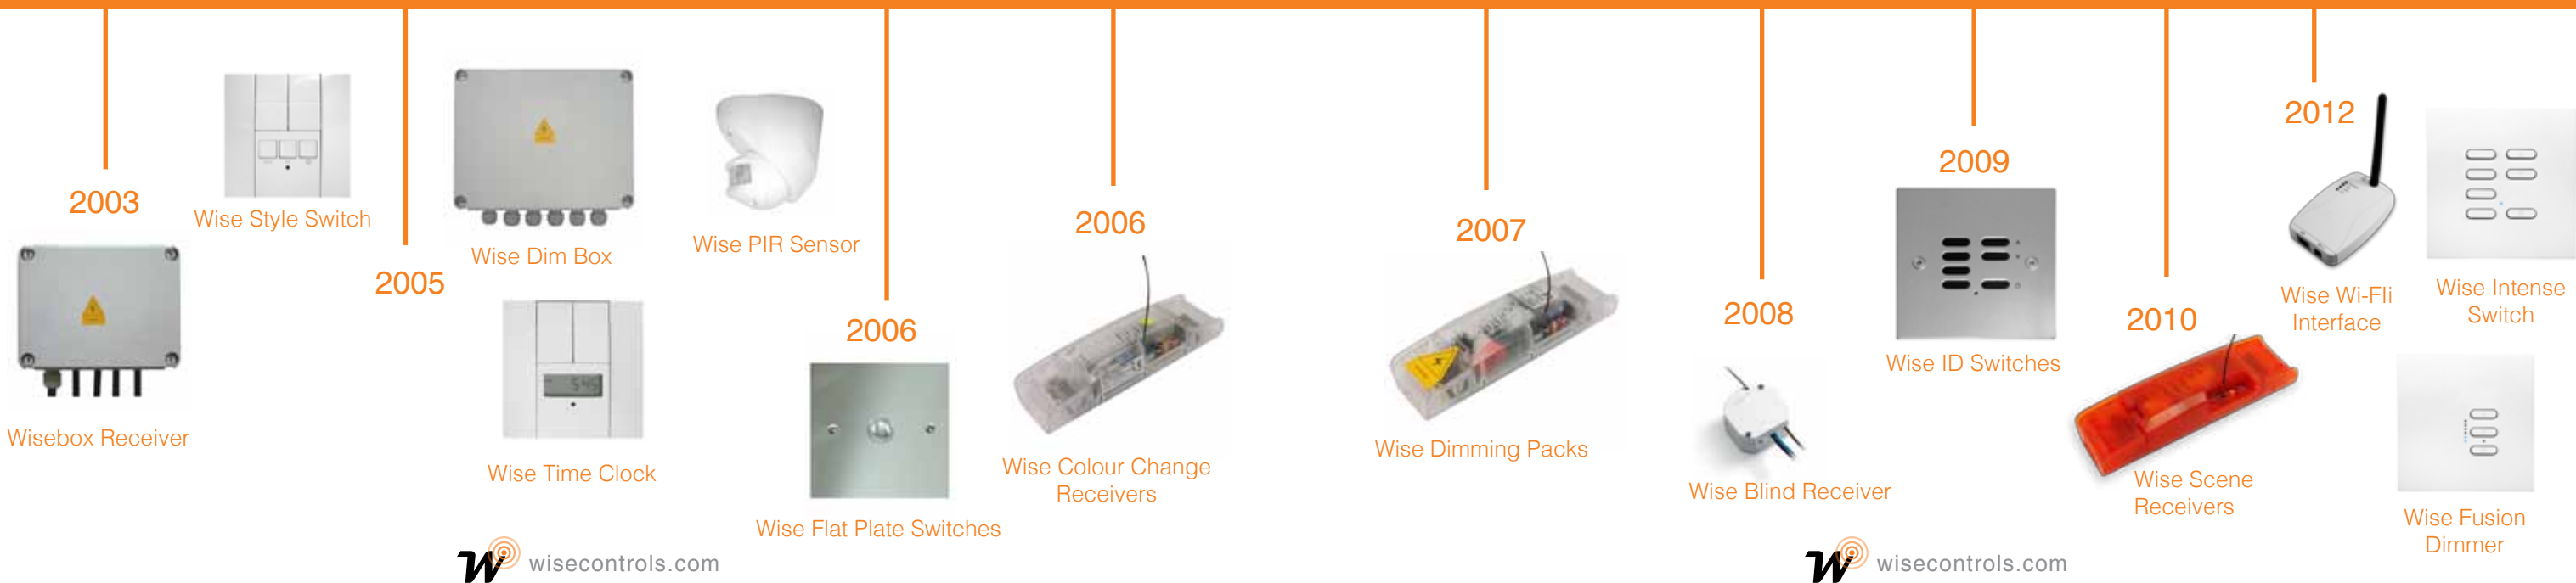 2003
Wisebox Receiver
Wise Style Switch
2005
Wise Dim Box
Wise Time Clock
Wise PIR Sensor
2006
Wise Flat Plate Switches
2006
Wise Colour Change
Receivers
2007
Wise Dimming Packs
2008
Wise Blind Receiver
2009
Wise ID Switches
2010
Wise Scene
Receivers
2012
Wise Wi-Fli
Interface
Wise Intense
Switch
Wise Fusion
Dimmer
W wisecontrols.com
W wisecontrols.com